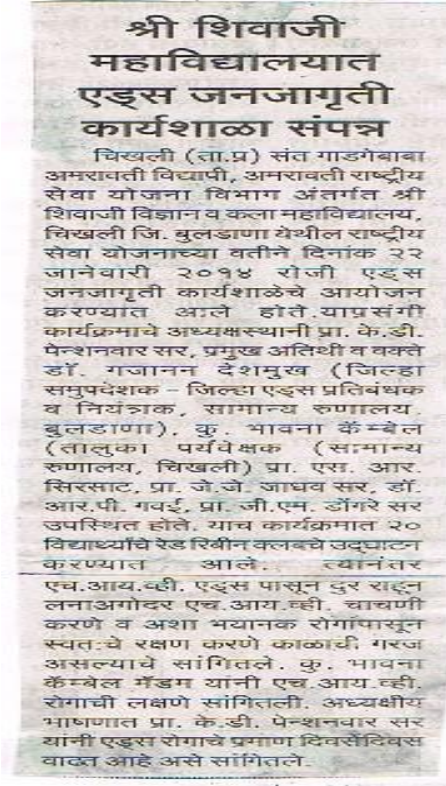 श्री शिवाजी
महाविद्यालयात
एड्स जनजागृती
कार्यशाळा संपन्न
चिखली (ता.प्र) संत गाडगेबाबा
अमरावती विद्यापी, अमरावती राष्ट्रीय
सेवा योजना विभाग अंतर्गत श्री
शिवाजी विज्ञान व कला महाविद्यालय,
चिखली जि. बुलडाणा येथील राष्ट्रीय
सेवा योजनाच्या वतीने दिनांक २२
जानेवारी २०१४ रोजी एड्स
जनजागृती कार्यशाळेचे आयोजन
करण्यात आले होते.याप्रसंगी
कार्यक्रमाचे अध्यक्षस्थानी प्रा. के.डी.
पेन्शनवार सर, प्रमुख अतिथी व वक्ते
डॉ. गजानन देशमुख (जिल्हा
समुपदेशक – जिल्हा एड्स प्रतिबंधक
व नियंत्रक, सामान्य रुणालय.
बुलडाणा), कु. भावना कॅम्बेल
(तालुका पर्यवेक्षक (सामान्य
रुणालय, चिखली) प्रा. एस. आर.
सिरसाट, प्रा. जे.जे. जाधव सर, डॉ.
आर.पी. गवई, प्रा. जी.एम. डोंगरे सर
उपस्थित होते. याच कार्यक्रमात २०
विद्यार्थ्यांचे रेड रिबीन क्लबचे उद्घाटन
करण्यात आले. त्यानंतर
एच.आय.व्ही. एड्स पासून दुर राहून
लनाअगोदर एच.आय.व्ही. चाचणी
करणे व अशा भयानक रोगांपासून
स्वतःचे रक्षण करणे काळाची गरज
असल्याचे सांगितले. कु. भावना
कॅम्बेल मॅडम यांनी एच.आय.व्ही.
रोगाची लक्षणे सांगितली. अध्यक्षीय
भाषणात प्रा. के.डी. पेन्शनवार सर
यांनी एड्स रोगाचे प्रमाण दिवसेंदिवस
वाढत आहे असे सांगितले.